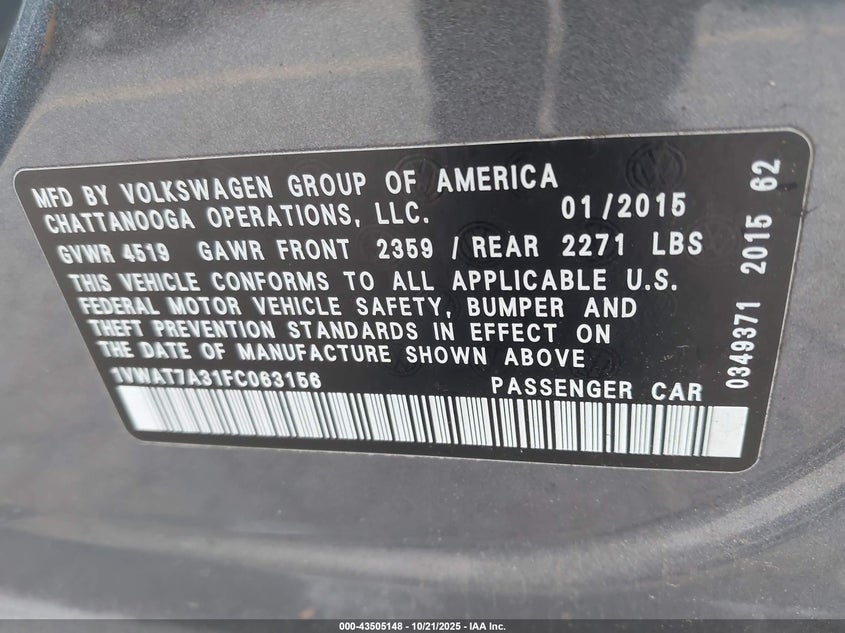 MFD BY VOLKSWAGEN GROUP OF AMERICA
CHATTANOOGA OPERATIONS, LLC. 01/2015
GVWR 4519 GAWR FRONT 2359 / REAR 2271 LBS
THIS VEHICLE CONFORMS TO ALL APPLICABLE U.S.
FEDERAL MOTOR VEHICLE SAFETY, BUMPER AND
THEFT PREVENTION STANDARDS IN EFFECT ON
THE DATE OF MANUFACTURE SHOWN ABOVE
1VWAT7A31FC063156 PASSENGER CAR
0349371 2015 62
000-43505148 - 10/21/2025 - IAA Inc.